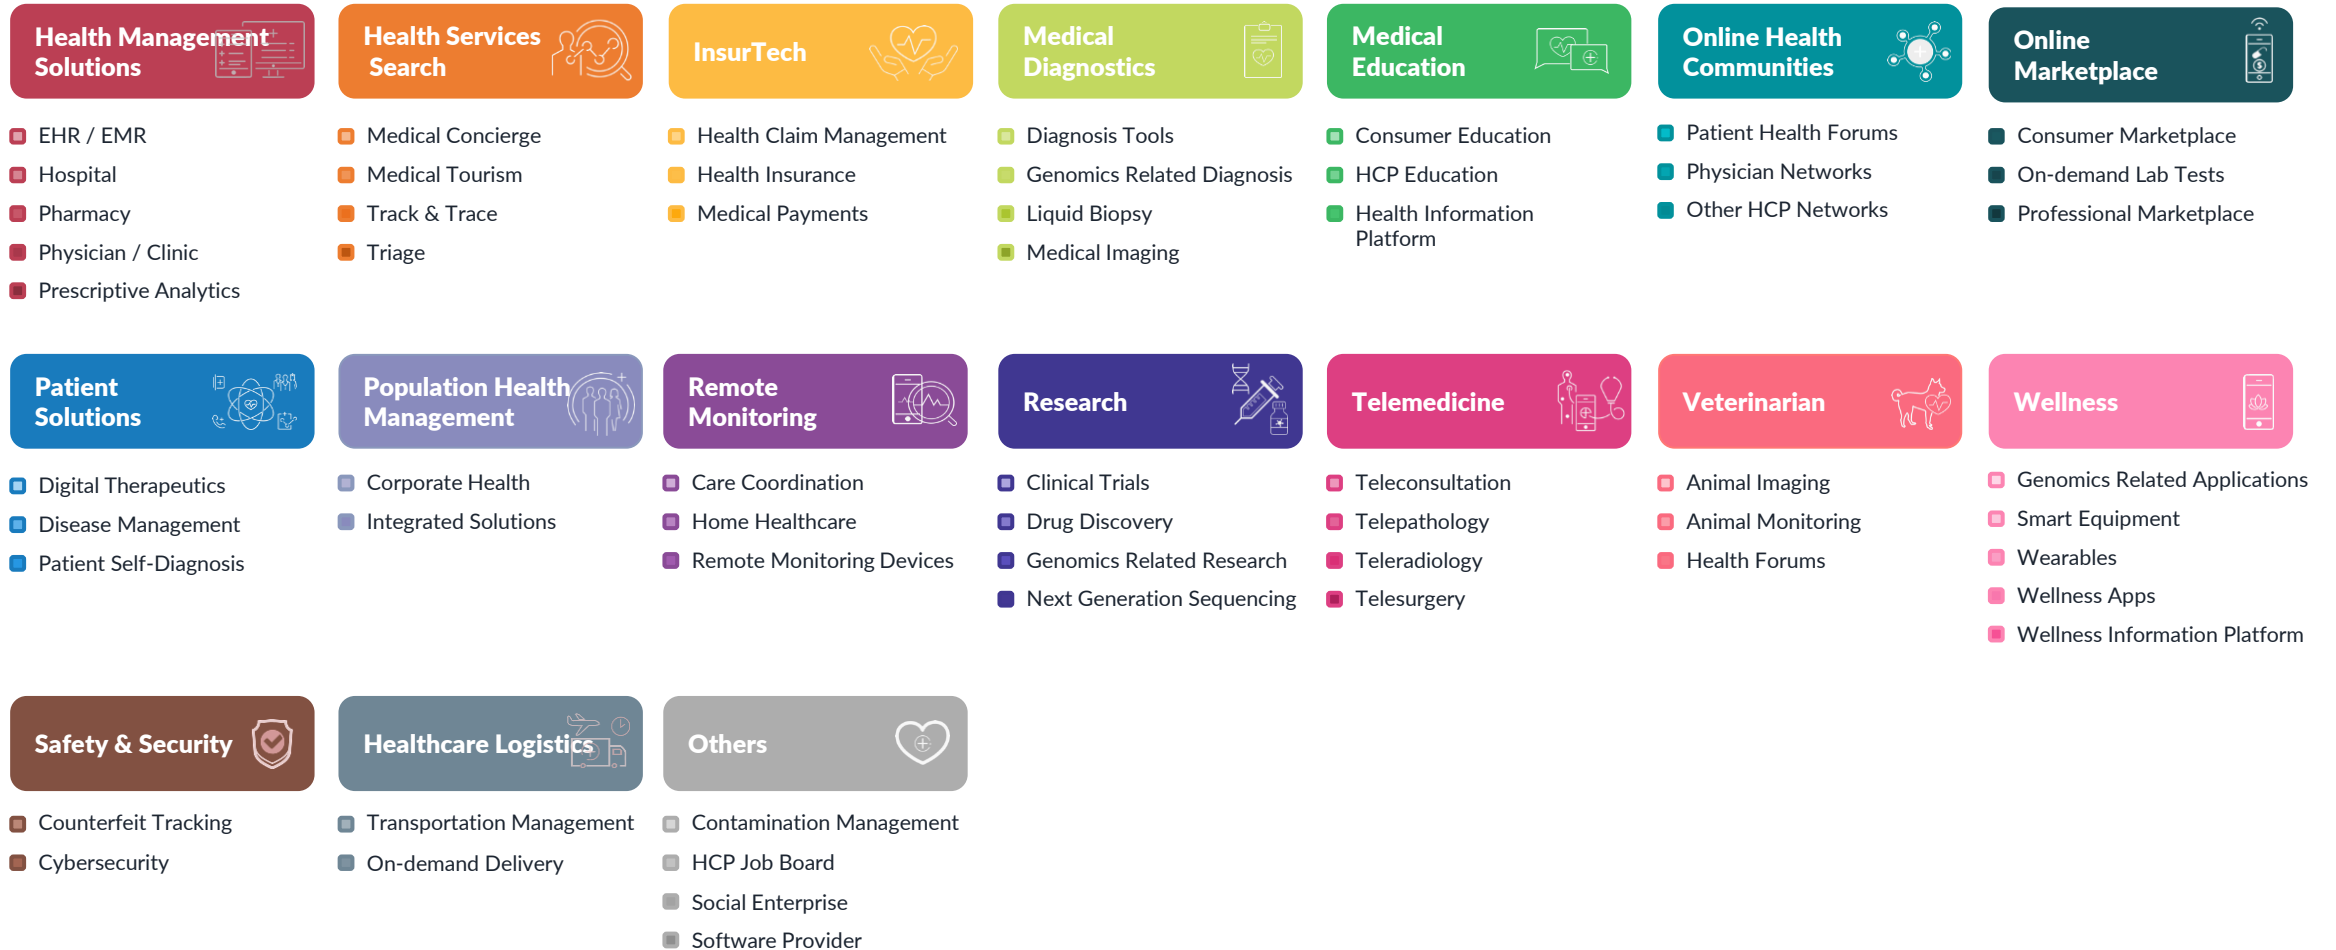 Health Management
Solutions
EHR / EMR
Hospital
Pharmacy
Physician / Clinic
Prescriptive Analytics
Health Services
Search
Medical Concierge
Medical Tourism
Track & Trace
Triage
InsurTech
Health Claim Management
Health Insurance
Medical Payments
Medical
Diagnostics
Diagnosis Tools
Genomics Related Diagnosis
Liquid Biopsy
Medical Imaging
Medical
Education
Consumer Education
HCP Education
Health Information
Platform
Online Health
Communities
Patient Health Forums
Physician Networks
Other HCP Networks
Online
Marketplace
Consumer Marketplace
On-demand Lab Tests
Professional Marketplace
Patient
Solutions
Digital Therapeutics
Disease Management
Patient Self-Diagnosis
Population Health
Management
Corporate Health
Integrated Solutions
Remote
Monitoring
Care Coordination
Home Healthcare
Remote Monitoring Devices
Research
Clinical Trials
Drug Discovery
Genomics Related Research
Next Generation Sequencing
Telemedicine
Teleconsultation
Telepathology
Teleradiology
Telesurgery
Veterinarian
Animal Imaging
Animal Monitoring
Health Forums
Wellness
Genomics Related Applications
Smart Equipment
Wearables
Wellness Apps
Wellness Information Platform
Safety & Security
Counterfeit Tracking
Cybersecurity
Healthcare Logistics
Transportation Management
On-demand Delivery
Others
Contamination Management
HCP Job Board
Social Enterprise
Software Provider